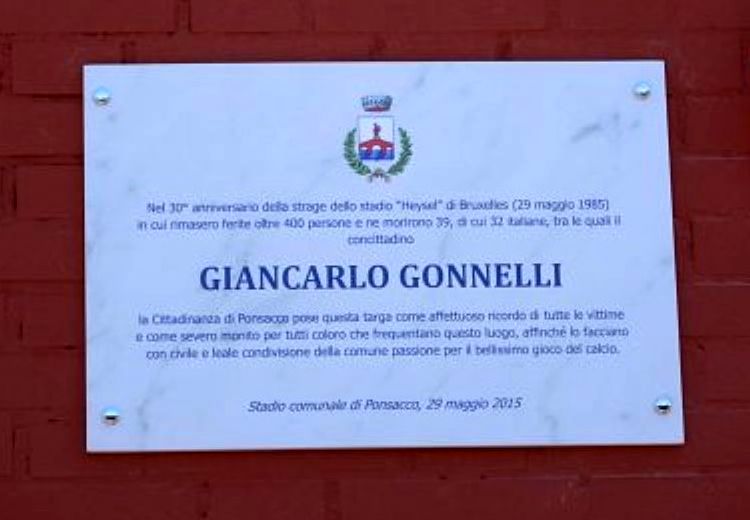 Nel 30° anniversario della strage dello stadio "Heysel" di Bruxelles (29 maggio 1985)
in cui rimasero ferite oltre 400 persone e ne morirono 39, di cui 32 italiane, tra le quali il
concittadino
GIANCARLO GONNELLI
la Cittadinanza di Ponsacco pose questa targa come affettuoso ricordo di tutte le vittime
e come severo monito per tutti coloro che frequentano questo luogo, affinché lo facciano
con civile e leale condivisione della comune passione per il bellissimo gioco del calcio.
Stadio comunale di Ponsacco, 29 maggio 2015